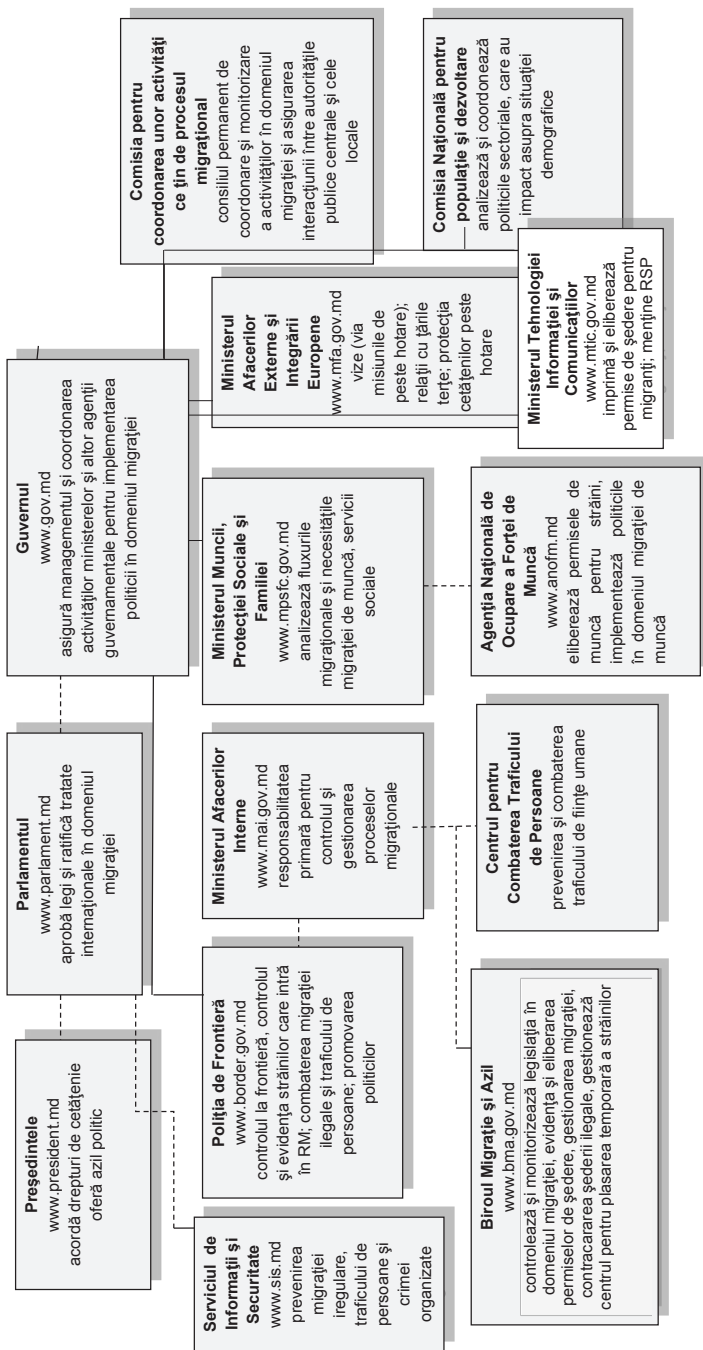 Președintele
www.president.md
acordă drepturi de cetăţenie
oferă azil politic
Parlamentul
www.parlament.md
aprobă legi şi ratifică tratate
internaţionale în domeniul
migraţiei
Guvernul
www.gov.md
asigură managementul şi coordonarea
activităţilor ministerelor şi altor agenţii
guvernamentale pentru implementarea
politicii în domeniul migraţiei
Comisia pentru
coordonarea unor activităţi
ce ţin de procesul
migraţional
consiliul permanent de
coordonare şi monitorizare
a activităţilor în domeniul
migraţiei şi asigurarea
interacţiunii între autorităţile
publice centrale şi cele
locale
Serviciul de
Informaţii şi
Securitate
www.sis.md
prevenirea
migraţiei
iregulare,
traficului de
persoane şi
crimei
organizate
Poliţia de Frontieră
www.border.gov.md
controlul la frontieră, controlul
şi evidenţa străinilor care intră
în RM; combaterea migraţiei
ilegale şi traficului de
persoane; promovarea
politicilor
Ministerul Afacerilor
Interne
www.mai.gov.md
responsabilitatea
primară pentru
controlul şi
gestionarea
proceselor
migraţionale
Ministerul Muncii,
Protecţiei Sociale şi
Familiei
www.mpsfc.gov.md
analizează fluxurile
migraţionale şi necesităţile
migraţiei de muncă, servicii
sociale
Ministerul
Afacerilor
Externe şi
Integrării
Europene
www.mfa.gov.md
vize (via
misiunile de
peste hotare);
relaţii cu ţările
terţe; protecţia
cetăţenilor peste
hotare
Comisia Naţională pentru
populaţie şi dezvoltare
analizează şi coordonează
politicile sectoriale, care au
impact asupra situaţiei
demografice
Ministerul Tehnologiei
Informaţiei şi
Comunicaţiilor
www.mtic.gov.md
imprimă şi eliberează
permise de şedere pentru
migranţi; menţine RSP
Biroul Migraţie şi Azil
www.bma.gov.md
controlează şi monitorizează legislaţia în
domeniul migraţiei, evidenţa şi eliberarea
permiselor de şedere, gestionarea migraţiei,
contracararea şederii ilegale, gestionează
centrul pentru plasarea temporară a străinilor
Centrul pentru
Combaterea Traficului
de Persoane
prevenirea şi combaterea
traficului de fiinţe umane
Agenţia Naţională de
Ocupare a Forţei de
Muncă
www.anofm.md
eliberează permisele de
muncă pentru străini,
implementează politicile
în domeniul migraţiei de
muncă